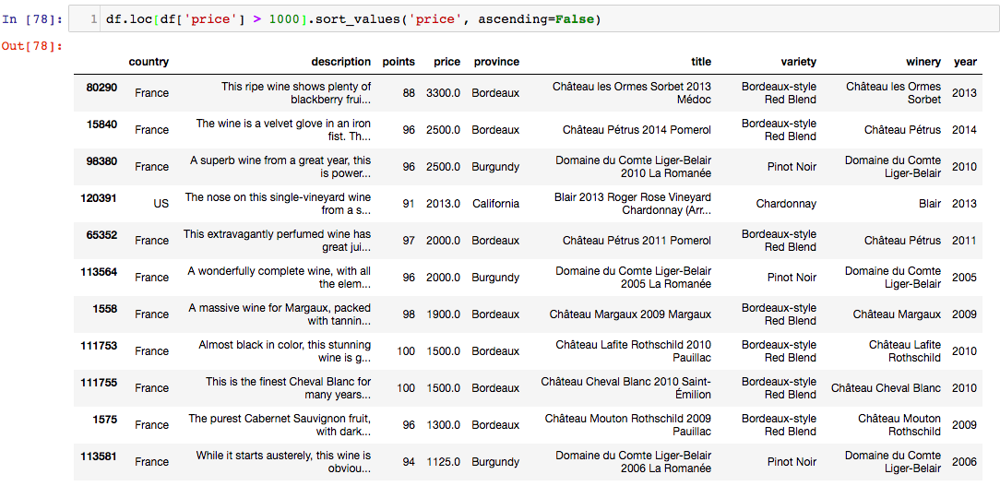 In [78]: 1 df.loc[df['price'] > 1000].sort_values('price', ascending=False)
Out[78]:
country description points price province title variety winery year
80290 France This ripe wine shows plenty of blackberry frui... 88 3300.0 Bordeaux Château les Ormes Sorbet 2013 Médoc Bordeaux-style Red Blend Château les Ormes Sorbet 2013
15840 France The wine is a velvet glove in an iron fist. Th... 96 2500.0 Bordeaux Château Pétrus 2014 Pomerol Bordeaux-style Red Blend Château Pétrus 2014
98380 France A superb wine from a great year, this is power... 96 2500.0 Burgundy Domaine du Comte Liger-Belair 2010 La Romanée Pinot Noir Domaine du Comte Liger-Belair 2010
120391 US The nose on this single-vineyard wine from a s... 91 2013.0 California Blair 2013 Roger Rose Vineyard Chardonnay (Arr... Chardonnay Blair 2013
65352 France This extravagantly perfumed wine has great jui... 97 2000.0 Bordeaux Château Pétrus 2011 Pomerol Bordeaux-style Red Blend Château Pétrus 2011
113564 France A wonderfully complete wine, with all the elem... 96 2000.0 Burgundy Domaine du Comte Liger-Belair 2005 La Romanée Pinot Noir Domaine du Comte Liger-Belair 2005
1558 France A massive wine for Margaux, packed with tannin... 98 1900.0 Bordeaux Château Margaux 2009 Margaux Bordeaux-style Red Blend Château Margaux 2009
111753 France Almost black in color, this stunning wine is g... 100 1500.0 Bordeaux Château Lafite Rothschild 2010 Pauillac Bordeaux-style Red Blend Château Lafite Rothschild 2010
111755 France This is the finest Cheval Blanc for many years... 100 1500.0 Bordeaux Château Cheval Blanc 2010 Saint-Émilion Bordeaux-style Red Blend Château Cheval Blanc 2010
1575 France The purest Cabernet Sauvignon fruit, with dark... 96 1300.0 Bordeaux Château Mouton Rothschild 2009 Pauillac Bordeaux-style Red Blend Château Mouton Rothschild 2009
113581 France While it starts austerely, this wine is obviou... 94 1125.0 Burgundy Domaine du Comte Liger-Belair 2006 La Romanée Pinot Noir Domaine du Comte Liger-Belair 2006